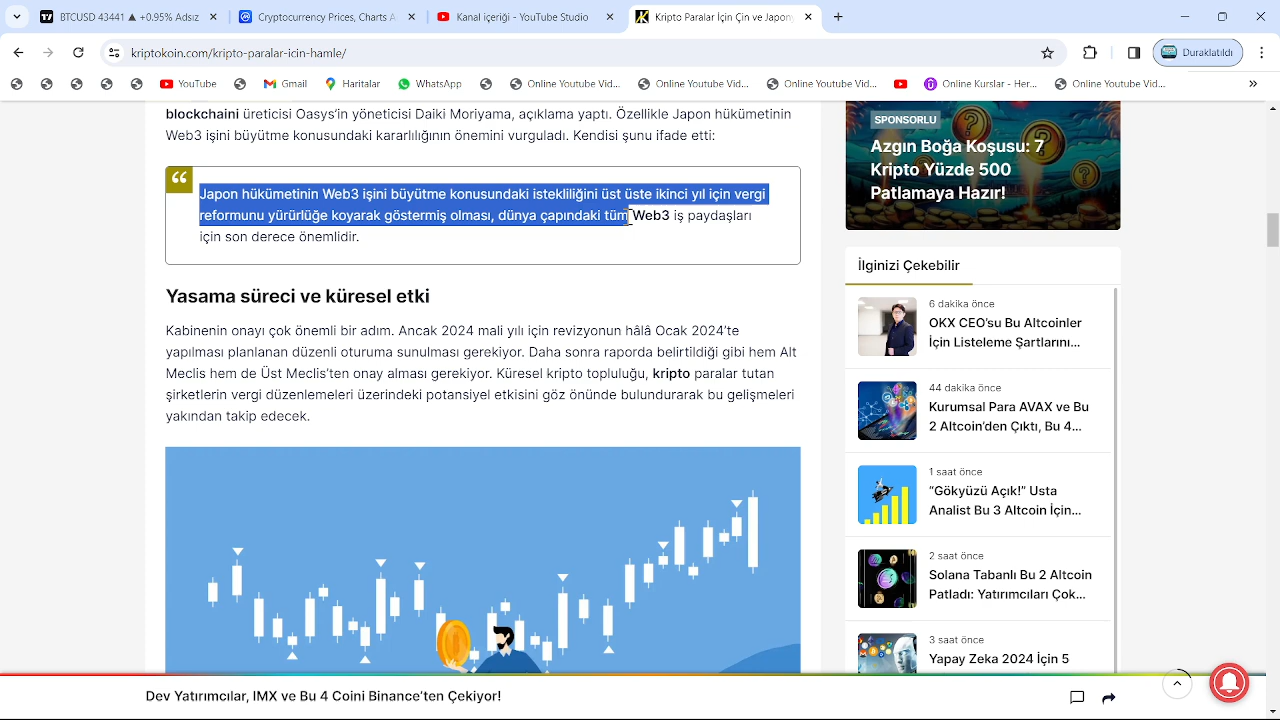 BTCUSD 43441 ▲ +0.95% Adsız
Cryptocurrency Prices, Charts A
Kanal içeriği - YouTube Studio
Kripto Paralar İçin Çin ve Japony
kriptokoin.com/kripto-paralar-icin-hamle/
Duraklatıldı
YouTube
Gmail
Haritalar
WhatsApp
Online Youtube Vid...
Online Youtube Vid...
Online Youtube Vid...
Online Kurslar - Her...
Online Youtube Vid...
blockchaini üreticisi Oasys'in yöneticisi Daiki Moriyama, açıklama yaptı. Özellikle Japon hükümetinin
Web3 işini büyütme konusundaki kararlılığının önemini vurguladı. Kendisi şunu ifade etti:
Japon hükümetinin Web3 işini büyütme konusundaki istekliliğini üst üste ikinci yıl için vergi
reformunu yürürlüğe koyarak göstermiş olması, dünya çapındaki tüm Web3 iş paydaşları
için son derece önemlidir.
Yasama süreci ve küresel etki
Kabinenin onayı çok önemli bir adım. Ancak 2024 mali yılı için revizyonun hâlâ Ocak 2024'te
yapılması planlanan düzenli oturuma sunulması gerekiyor. Daha sonra raporda belirtildiği gibi hem Alt
Meclis hem de Üst Meclis'ten onay alması gerekiyor. Küresel kripto topluluğu, kripto paralar tutan
şirketlerin vergi düzenlemeleri üzerindeki potansiyel etkisini göz önünde bulundurarak bu gelişmeleri
yakından takip edecek.
SPONSORLU
Azgın Boğa Koşusu: 7
Kripto Yüzde 500
Patlamaya Hazır!
İlginizi Çekebilir
6 dakika önce
OKX CEO'su Bu Altcoinler
İçin Listeleme Şartlarını...
44 dakika önce
Kurumsal Para AVAX ve Bu
2 Altcoin'den Çıktı, Bu 4...
1 saat önce
"Gökyüzü Açık!" Usta
Analist Bu 3 Altcoin İçin...
2 saat önce
Solana Tabanlı Bu 2 Altcoin
Patladı: Yatırımcıları Çok...
3 saat önce
Yapay Zeka 2024 İçin 5
Dev Yatırımcılar, IMX ve Bu 4 Coini Binance'ten Çekiyor!